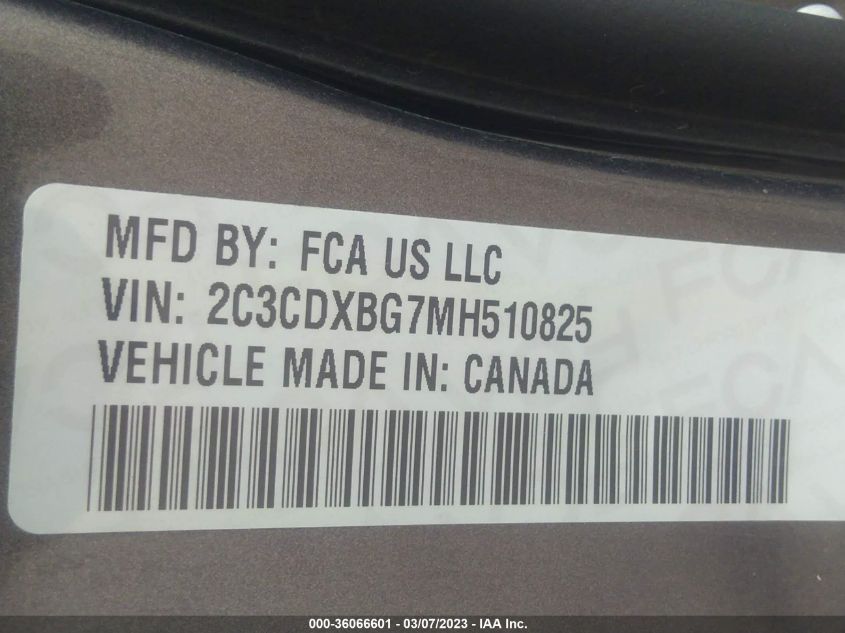 MFD BY: FCA US LLC
VIN: 2C3CDXBG7MH510825
VEHICLE MADE IN: CANADA
000-36066601 - 03/07/2023 - IAA Inc.